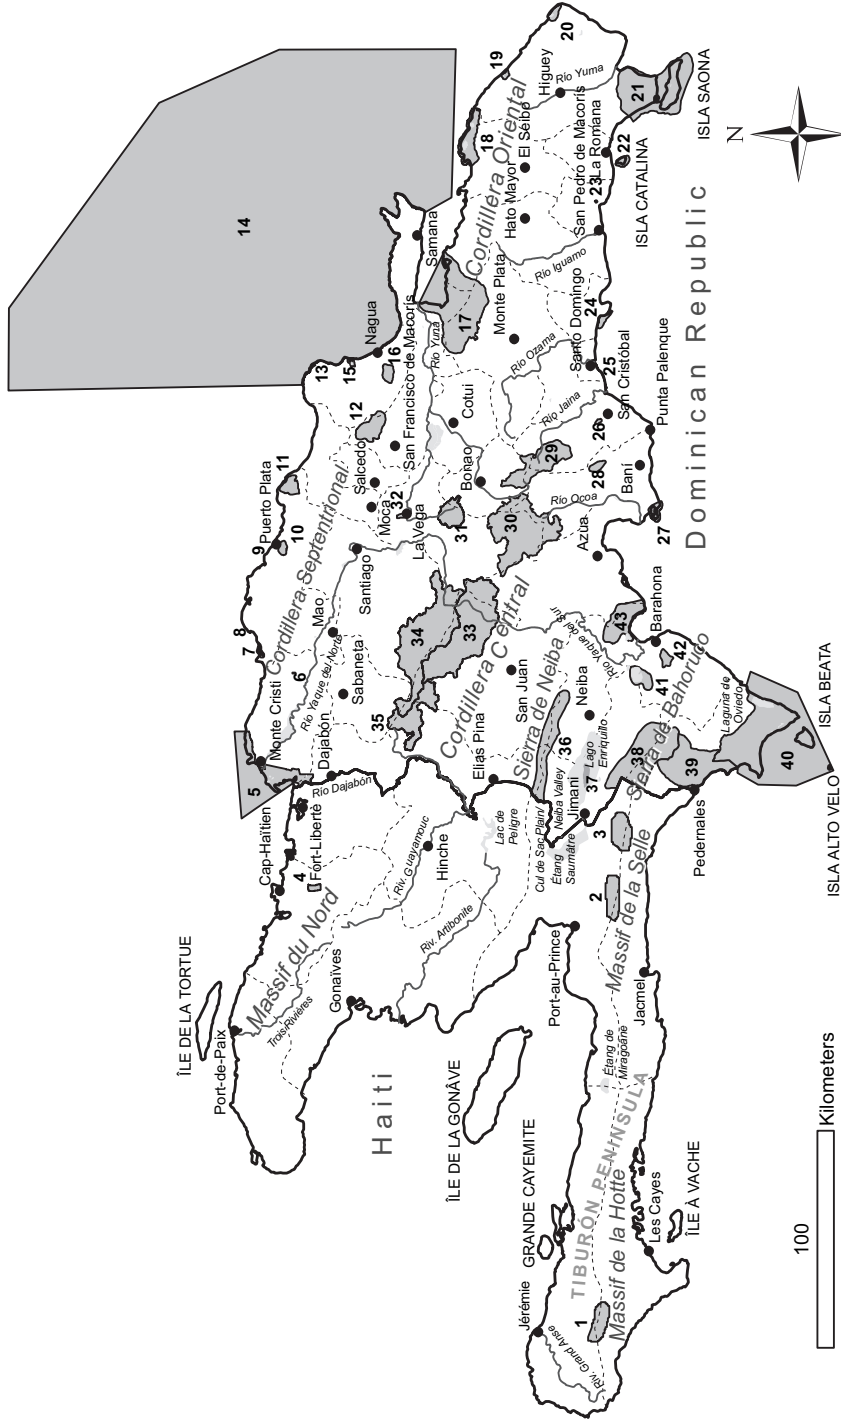 14
20
19
Higuey
Río Yuma
21
ISLA SAONA
18
El Seibo
Hato Mayor
San Pedro de Macorís
La Romana
23
22
ISLA CATALINA
N
Cordillera Oriental
Samana
Río Iguamo
17
Monte Plata
Río Yuna
Santo Domingo
24
Río Ozama
25
Dominican Republic
Nagua
13
15
16
San Francisco de Macorís
12
Cotui
Río Jaina
San Cristóbal
26
Punta Palenque
Salcedo
Bonao
29
28
Baní
11
Puerto Plata
10
9
Moca
32
La Vega
31
30
Río Ocoa
Azua
27
Cordillera Septentrional
Santiago
8
7
Mao
6
Río Yaque del Norte
Sabaneta
34
33
35
Cordillera Central
San Juan
Río Yaque del Sur
43
Barahona
42
41
Sierra de Neiba
Neiba
36
Lago
Enriquillo
37
38
Sierra de Bahoruco
Laguna de
Oviedo
39
40
ISLA BEATA
ISLA ALTO VELO
Monte Cristi
5
Dajabón
Río Dajabón
Elias Pina
Neiba Valley
Jimani
Pedernales
Cap-Haïtien
Fort-Liberté
4
Riv. Guayamouc
Hinche
Lac de
Peligre
Cul de Sac Plain/
Étang
Saumâtre
3
2
Massif de la Selle
Massif du Nord
Riv. Artibonite
Gonaïves
Port-au-Prince
Jacmel
ÎLE DE LA TORTUE
Port-de-Paix
Trois Rivières
Haiti
ÎLE DE LA GONÂVE
Étang de
Miragoâne
TIBURÓN PENINSULA
GRANDE CAYEMITE
Massif de la Hotte
Les Cayes
ÎLE À VACHE
Jérémie
1
Riv. Grand Anse
100
Kilometers